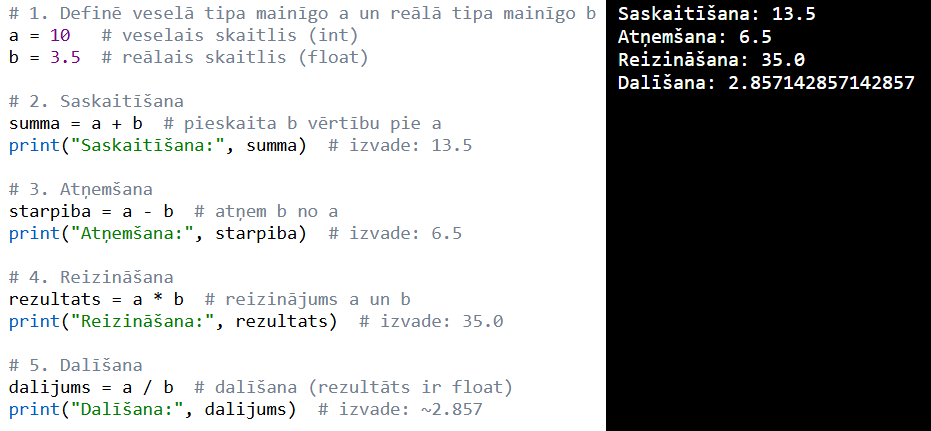 # 1. Definē veselā tipa mainīgo a un reālā tipa mainīgo b
a = 10   # veselais skaitlis (int)
b = 3.5  # reālais skaitlis (float)
# 2. Saskaitīšana
summa = a + b  # pieskaita b vērtību pie a
print("Saskaitīšana:", summa)  # izvade: 13.5
# 3. Atņemšana
starpiba = a - b  # atņem b no a
print("Atņemšana:", starpiba)  # izvade: 6.5
# 4. Reizināšana
rezultats = a * b  # reizinājums a un b
print("Reizināšana:", rezultats)  # izvade: 35.0
# 5. Dalīšana
dalijums = a / b  # dalīšana (rezultāts ir float)
print("Dalīšana:", dalijums)  # izvade: ~2.857
Saskaitīšana: 13.5
Atņemšana: 6.5
Reizināšana: 35.0
Dalīšana: 2.857142857142857